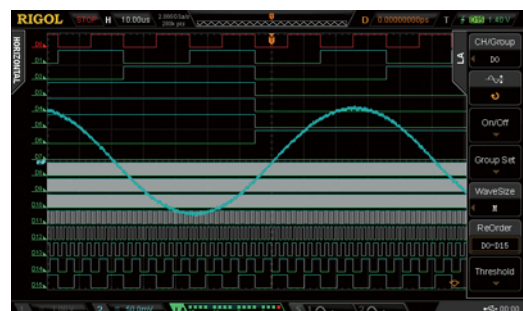 RIGOL STOP H 10.00us D 0.00000000ps T
HORIZONTAL
LA
CH/Group
D0
On/Off
Group Set
WaveSize
M
ReOrder
D0-D15
Threshold
D0
D1
D2
D3
D4
D5
D6
D7
D8
D9
D10
D11
D12
D13
D14
D15
2 50.0mV
00:00